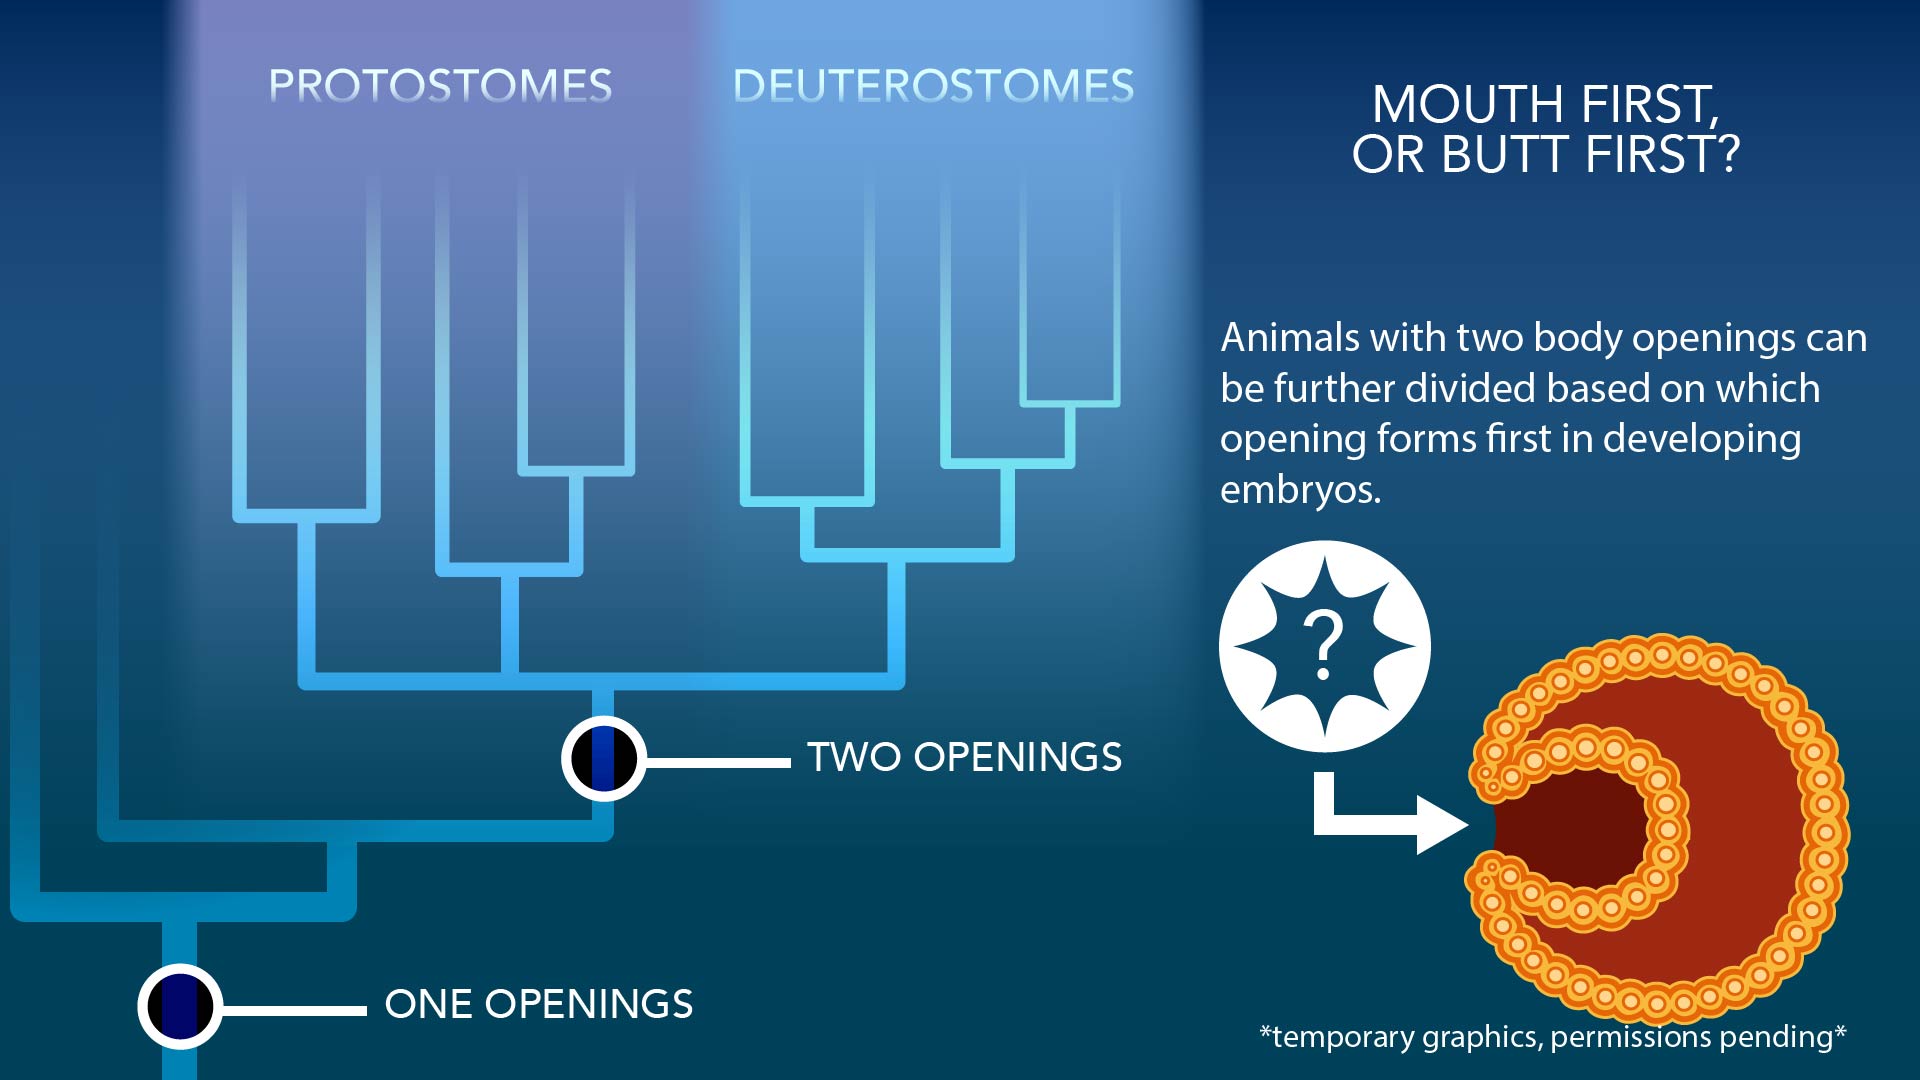 PROTOSTOMES
DEUTEROSTOMES
MOUTH FIRST,
OR BUTT FIRST?
Animals with two body openings can
be further divided based on which
opening forms first in developing
embryos.
?
TWO OPENINGS
ONE OPENINGS
*temporary graphics, permissions pending*